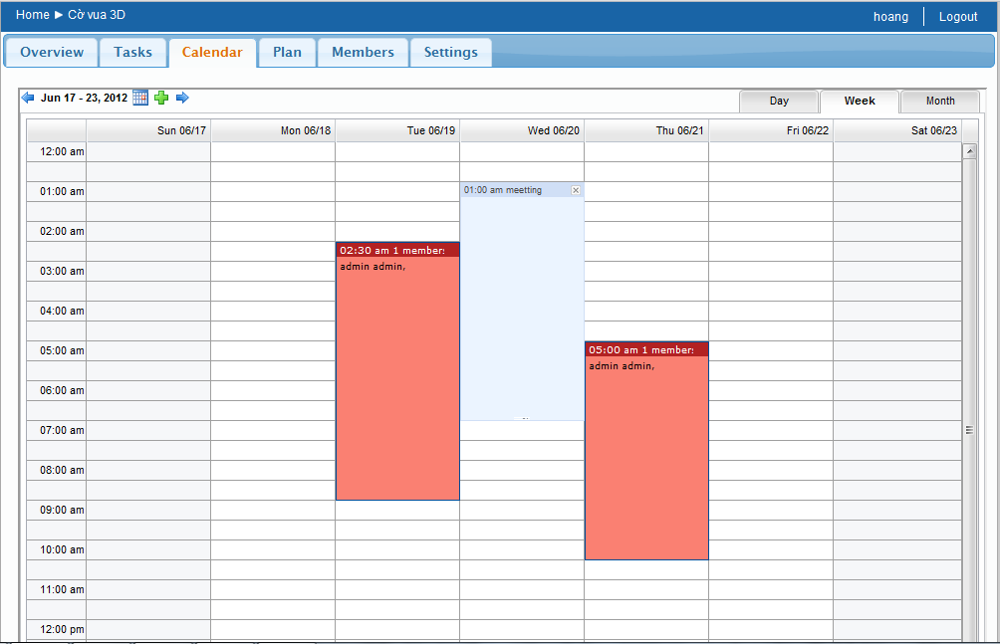 Home ► Cờ vua 3D
hoang
Logout
Overview Tasks Calendar Plan Members Settings
Jun 17 - 23, 2012
Day Week Month
Sun 06/17 Mon 06/18 Tue 06/19 Wed 06/20 Thu 06/21 Fri 06/22 Sat 06/23
12:00 am
01:00 am
01:00 am meetting
02:00 am
02:30 am 1 member:
admin admin,
03:00 am
04:00 am
05:00 am
05:00 am 1 member:
admin admin,
06:00 am
07:00 am
08:00 am
09:00 am
10:00 am
11:00 am
12:00 pm